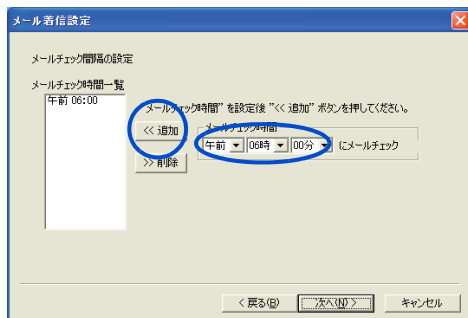 メール着信設定
メールチェック間隔の設定
メールチェック時間一覧
午前 06:00
"メールチェック時間" を設定後 "<< 追加" ボタンを押してください。
<< 追加
メールチェック時間
午前 06時 00分 にメールチェック
>> 削除
< 戻る(B) 次へ(N) > キャンセル